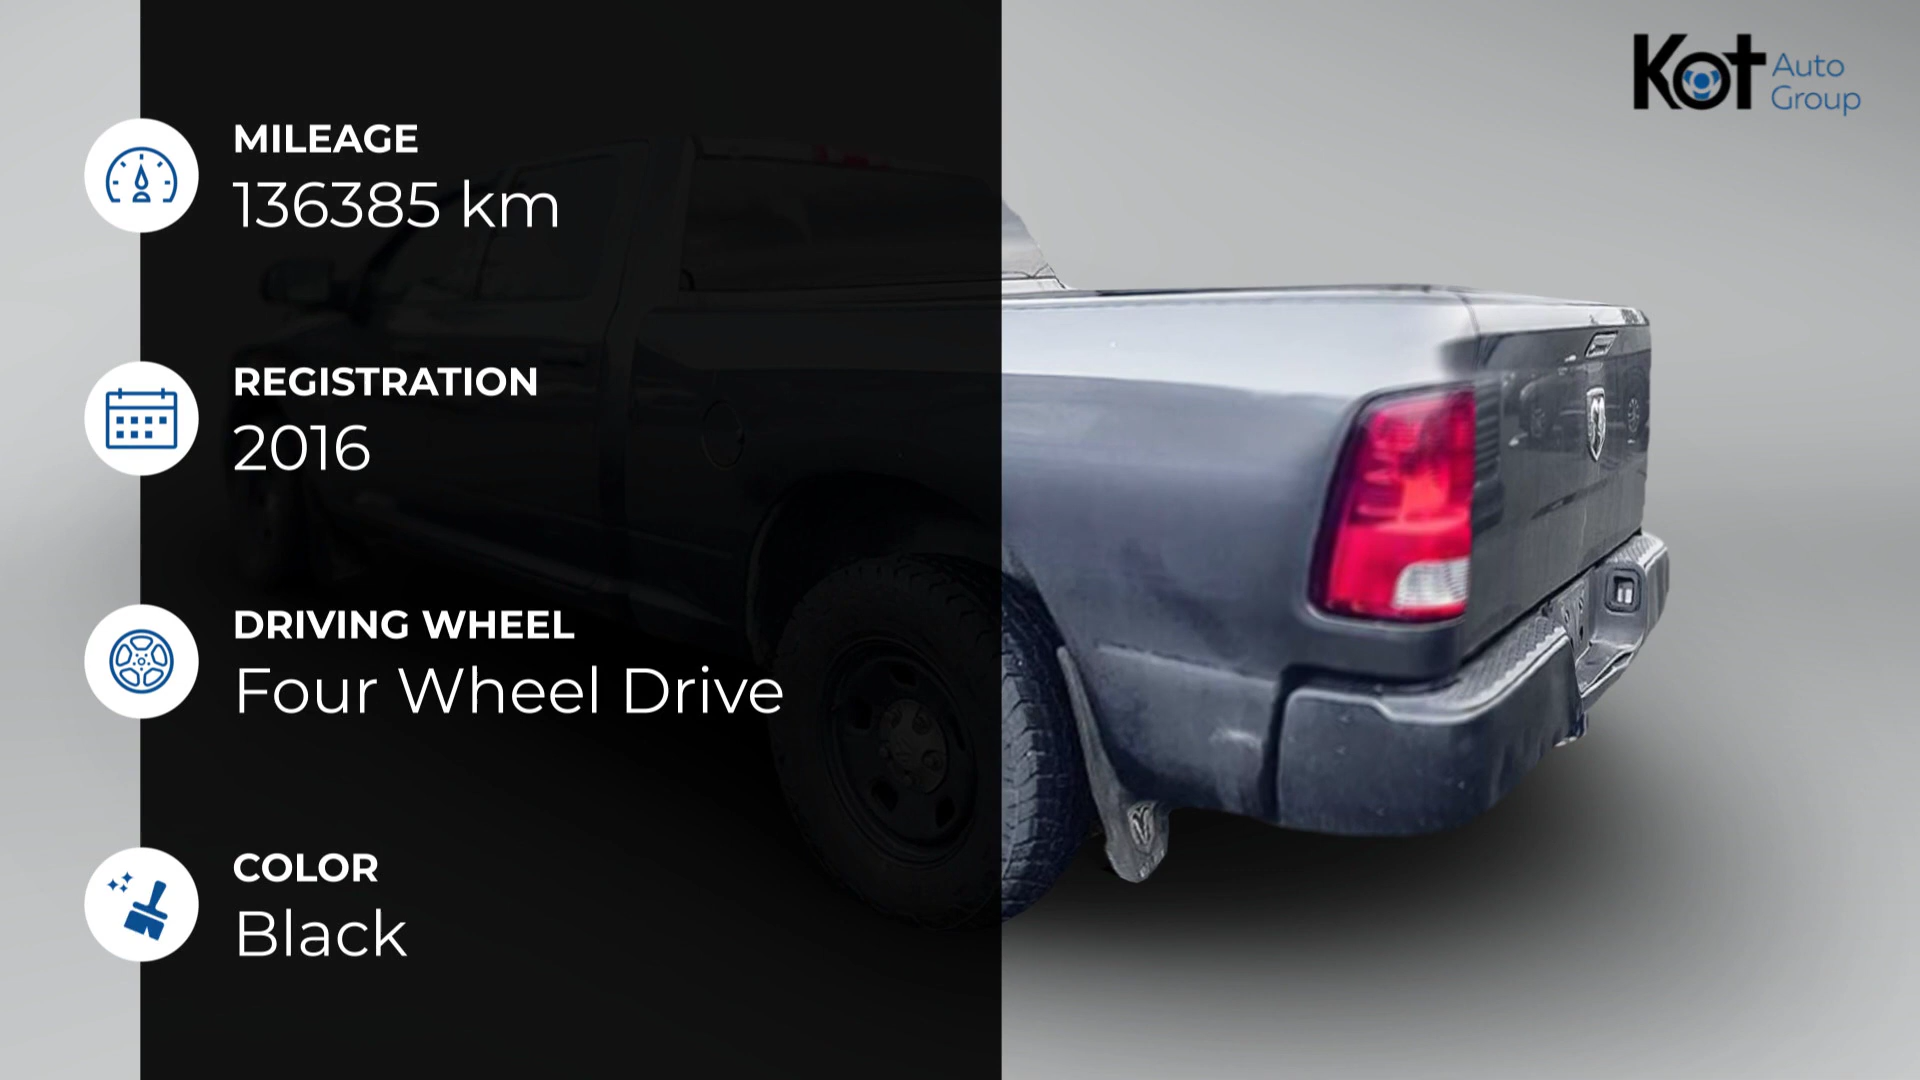 Kot Auto
Group
MILEAGE
136385 km
REGISTRATION
2016
DRIVING WHEEL
Four Wheel Drive
COLOR
Black